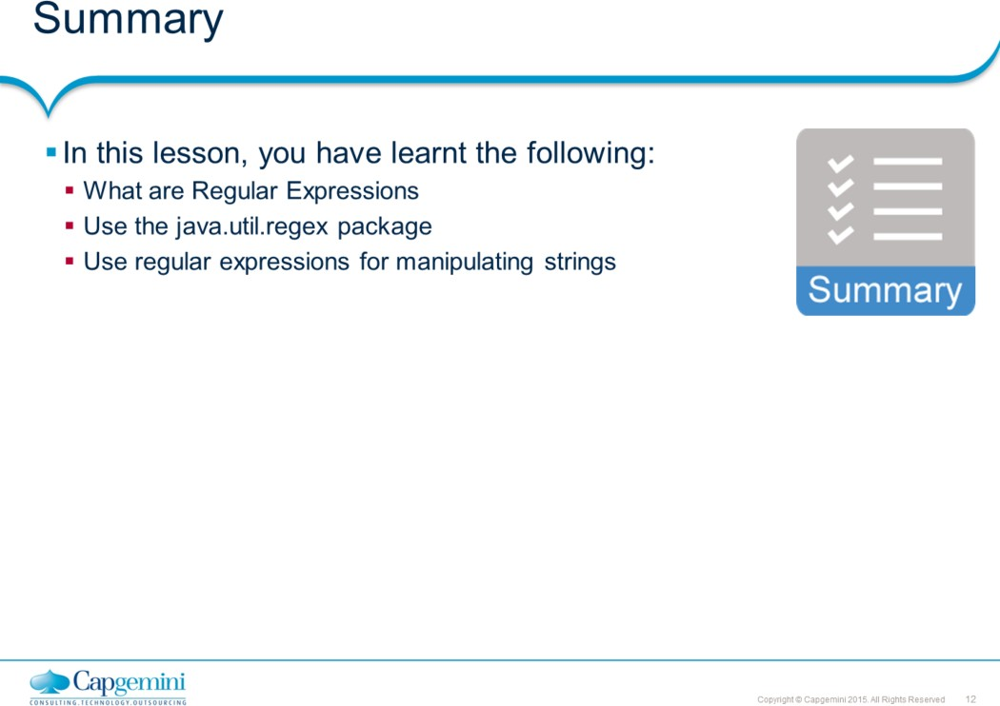 Summary
In this lesson, you have learnt the following:
What are Regular Expressions
Use the java.util.regex package
Use regular expressions for manipulating strings
Summary
Capgemini
CONSULTING.TECHNOLOGY.OUTSOURCING
Copyright © Capgemini 2015. All Rights Reserved 12